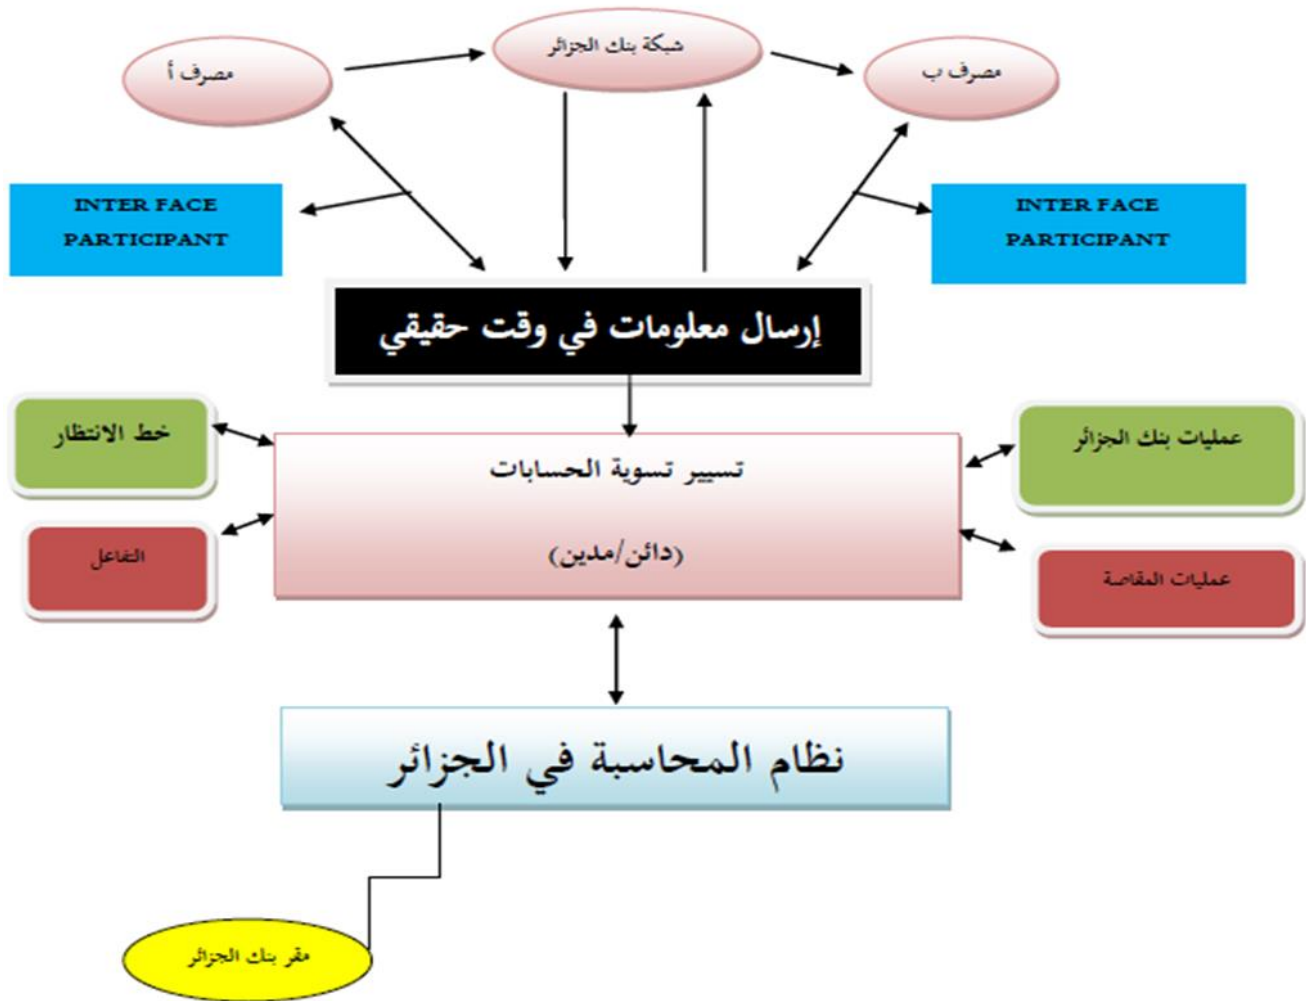 شبكة بنك الجزائر
مصرف أ
مصرف ب
INTER FACE
PARTICIPANT
INTER FACE
PARTICIPANT
إرسال معلومات في وقت حقيقي
خط الانتظار
عمليات بنك الجزائر
تسيير تسوية الحسابات
(دائن/مدين)
التفاعل
عمليات المقاصة
نظام المحاسبة في الجزائر
مقر بنك الجزائر